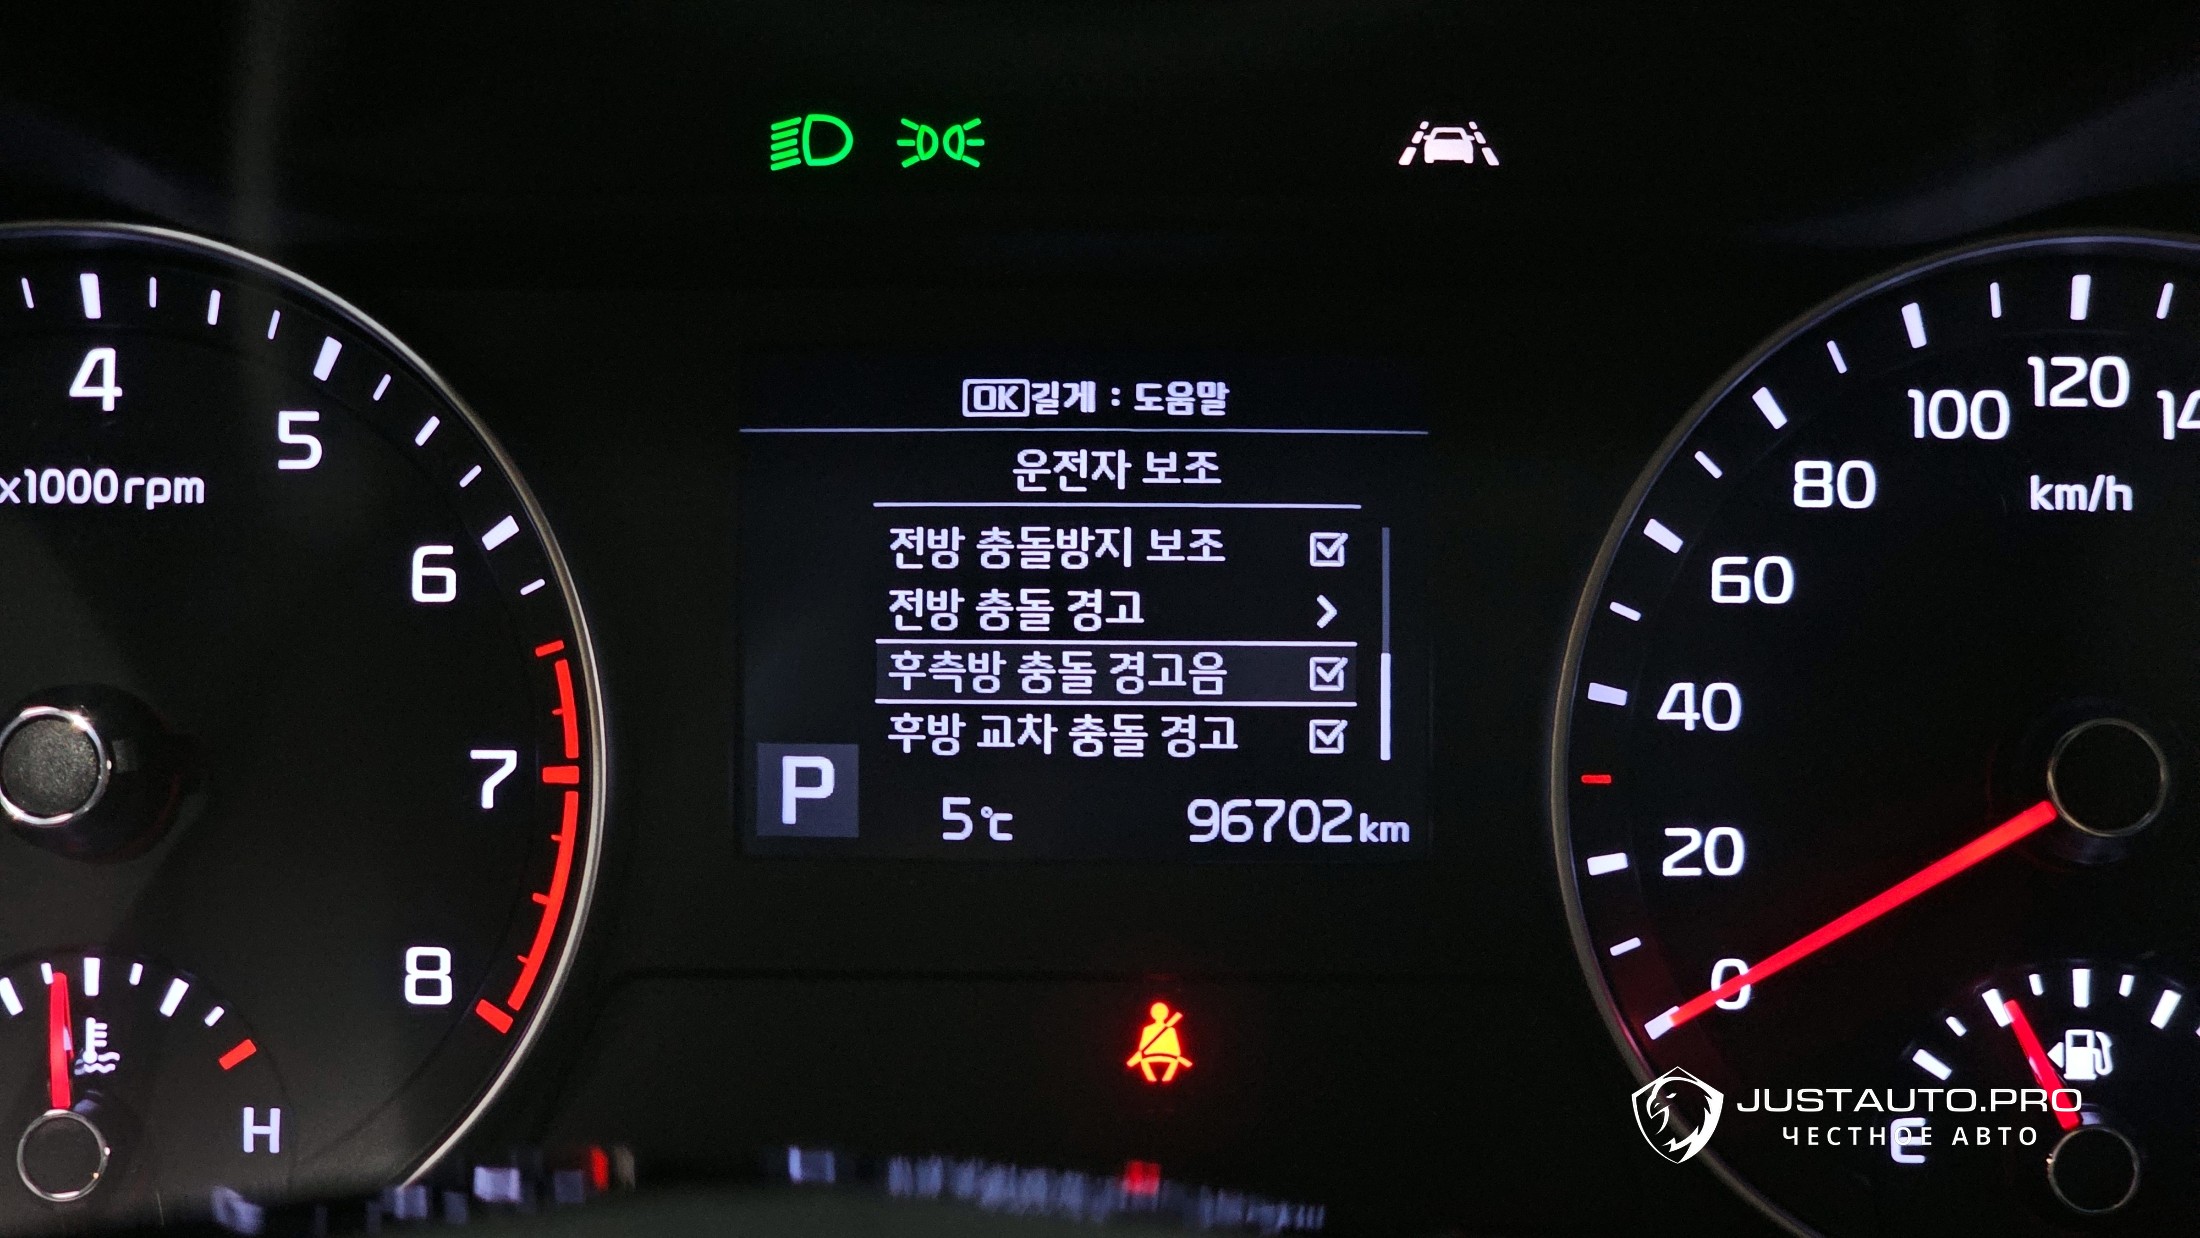 OK길게 : 도움말
운전자 보조
전방 충돌방지 보조
전방 충돌 경고
후측방 충돌 경고음
후방 교차 충돌 경고
P
5℃
96702km
4
5
x1000rpm
6
7
8
H
100
120
80
km/h
60
40
20
0
E
JUSTAUTO.PRO
ЧЕСТНОЕ АВТО